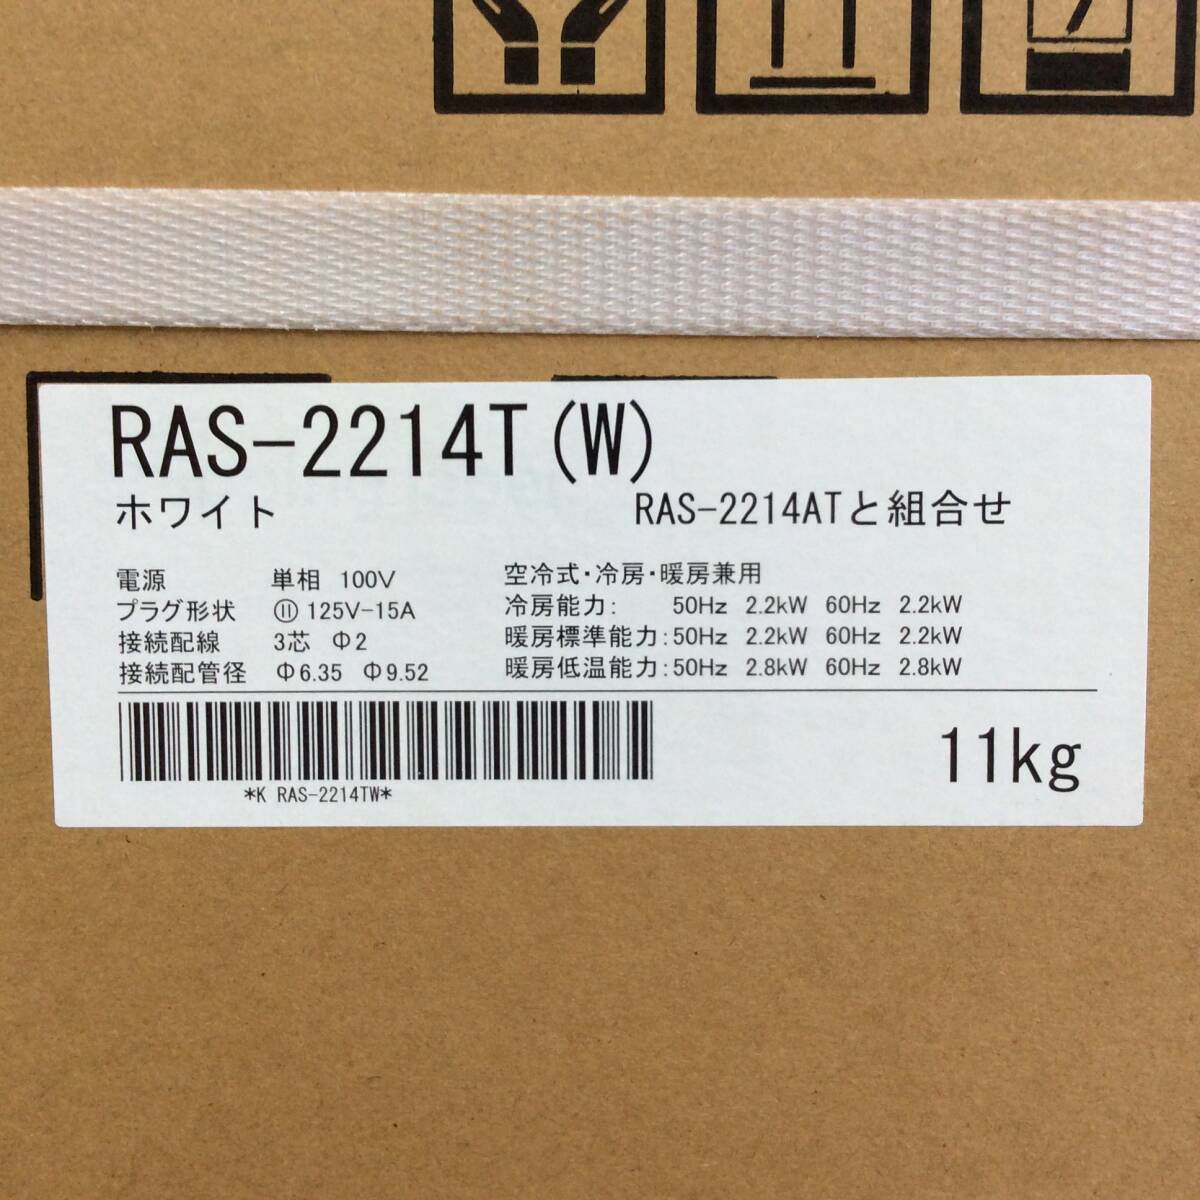 RAS-2214T(W)
ホワイト
RAS-2214ATと組合せ
電源 単相 100V
プラグ形状 ⑪ 125V-15A
接続配線 3芯 Φ2
接続配管径 Φ6.35 Φ9.52
空冷式・冷房・暖房兼用
冷房能力: 50Hz 2.2kW 60Hz 2.2kW
暖房標準能力:50Hz 2.2kW 60Hz 2.2kW
暖房低温能力:50Hz 2.8kW 60Hz 2.8kW
*K RAS-2214TW*
11kg